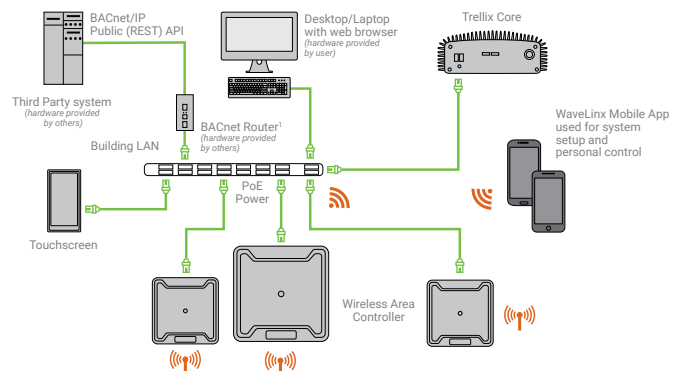 BACnet/IP
Public (REST) API
Desktop/Laptop
with web browser
(hardware provided
by user)
Trellix Core
Third Party system
(hardware provided
by others)
BACnet Router¹
(hardware provided
by others)
Building LAN
WaveLinx Mobile App
used for system
setup and
personal control
PoE
Power
Touchscreen
Wireless Area
Controller